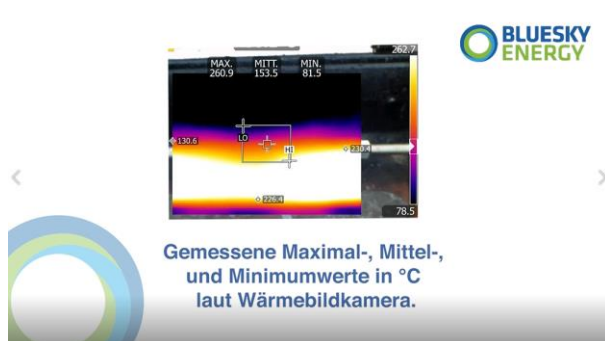 BLUESKY
ENERGY
262.7
MAX. MITT. MIN.
260.9 153.5 81.5
130.6
LO
HI
230.4
226.4
78.5
Gemessene Maximal-, Mittel-,
und Minimumwerte in °C
laut Wärmebildkamera.